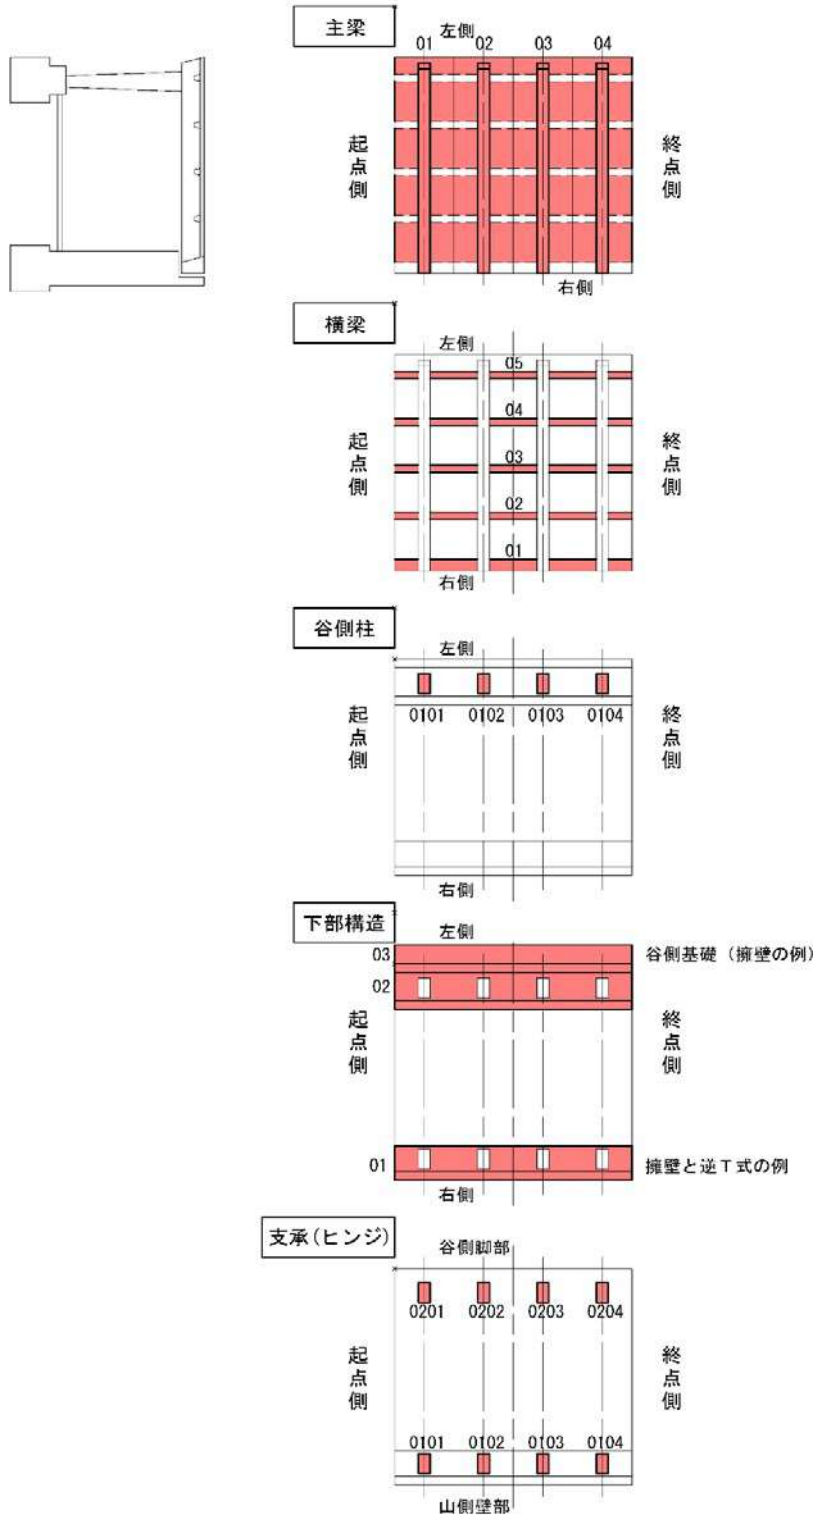 主梁
左側
01 02 03 04
起点側
終点側
右側
横梁
左側
05
04
03
02
01
起点側
終点側
右側
谷側柱
左側
0101 0102 0103 0104
起点側
終点側
右側
下部構造
左側
03
谷側基礎(擁壁の例)
02
起点側
終点側
01
擁壁と逆T式の例
右側
支承(ヒンジ)
谷側脚部
0201 0202 0203 0204
起点側
終点側
0101 0102 0103 0104
山側壁部